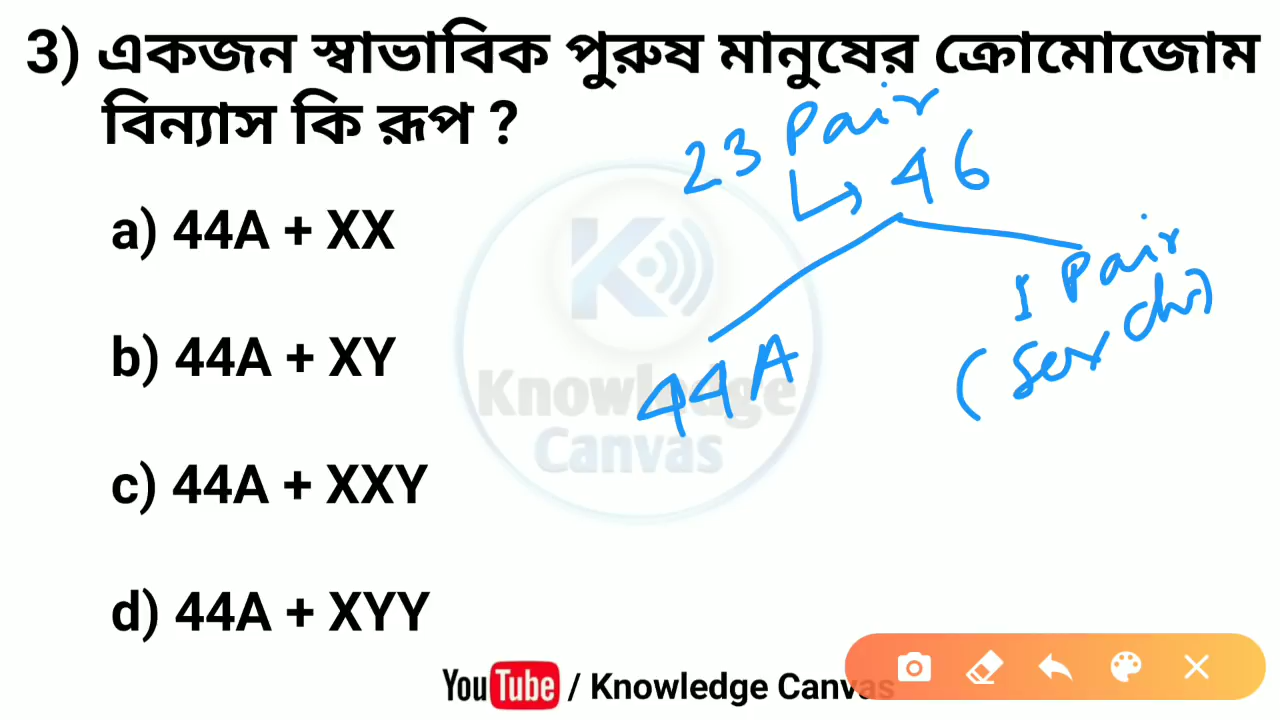 3) একজন স্বাভাবিক পুরুষ মানুষের ক্রোমোজোম
বিন্যাস কি রূপ ?
23 Pair
↳ 46
a) 44A + XX
1 Pair
(Sex Chr)
44A
b) 44A + XY
Knowledge
Canvas
c) 44A + XXY
d) 44A + XYY
YouTube / Knowledge Canvas